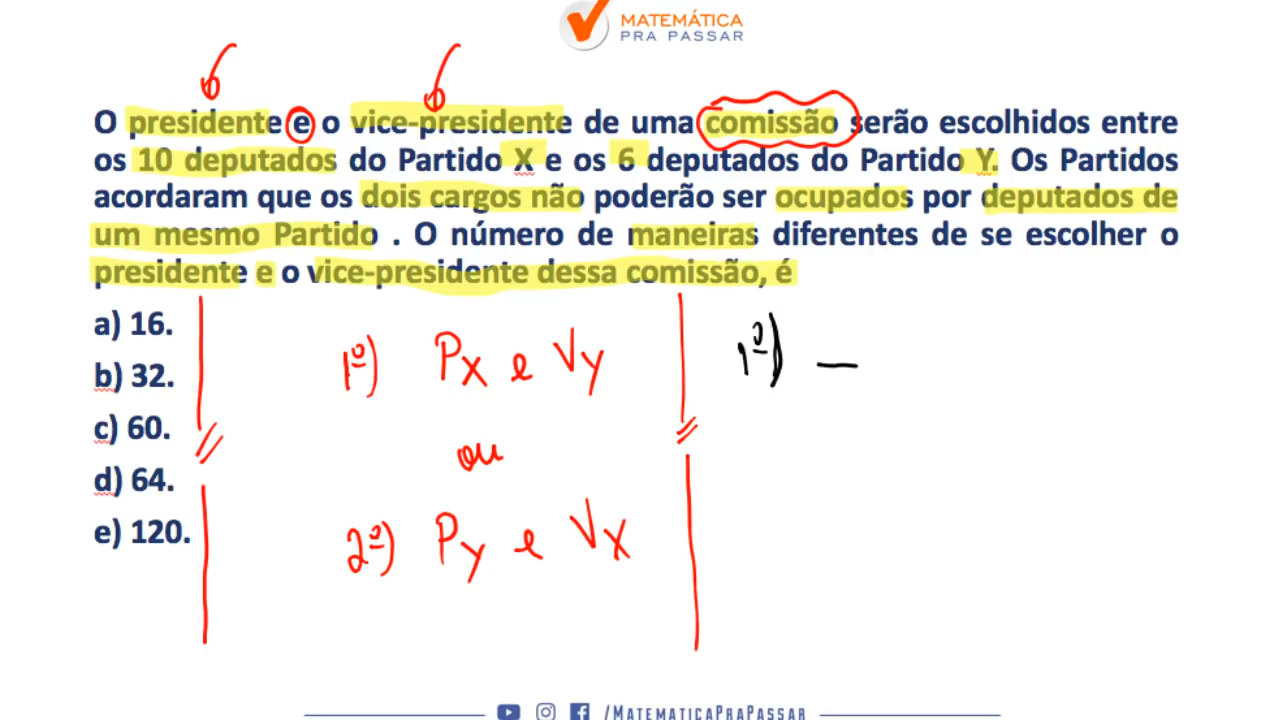 MATEMÁTICA
PRA PASSAR
O presidente e o vice-presidente de uma comissão serão escolhidos entre
os 10 deputados do Partido X e os 6 deputados do Partido Y. Os Partidos
acordaram que os dois cargos não poderão ser ocupados por deputados de
um mesmo Partido . O número de maneiras diferentes de se escolher o
presidente e o vice-presidente dessa comissão, é
a) 16.
b) 32.
c) 60.
d) 64.
e) 120.
1º) PX e VY
ou
2º) PY e VX
1º) _
/MATEMATICAPRAPASSAR